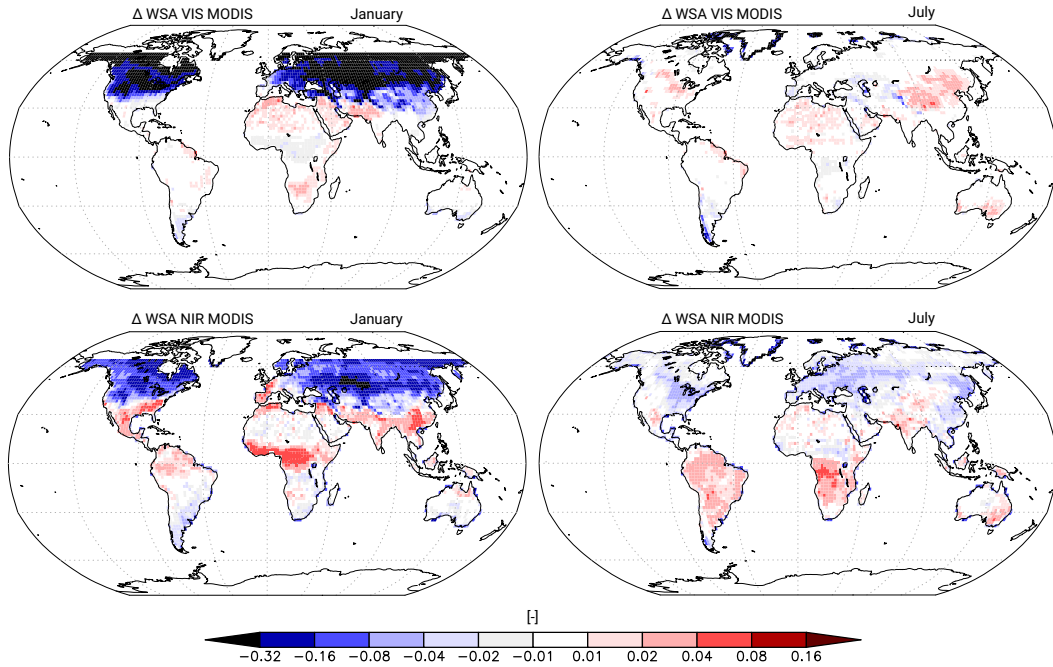 Δ WSA VIS MODIS January
Δ WSA VIS MODIS July
Δ WSA NIR MODIS January
Δ WSA NIR MODIS July
[-]
−0.32 −0.16 −0.08 −0.04 −0.02 −0.01 0.01 0.02 0.04 0.08 0.16